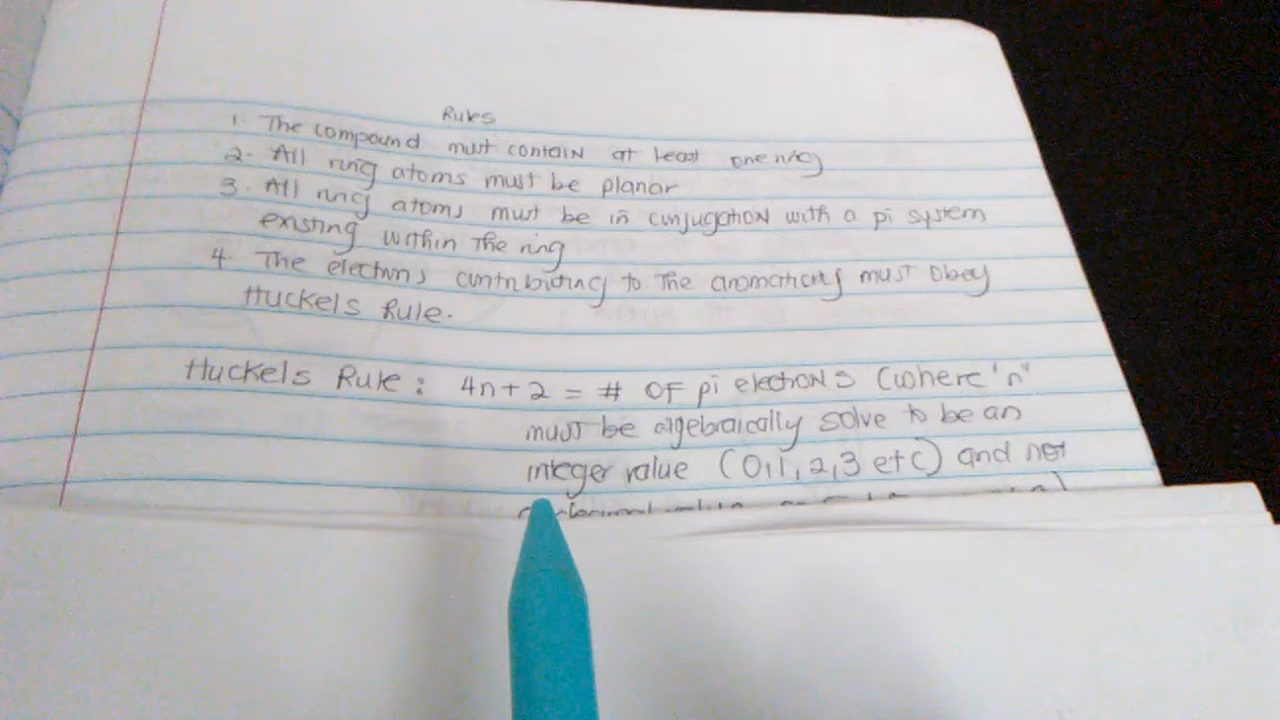 Rules
1. The compound must contain at least one ring
2. All ring atoms must be planar
3. All ring atoms must be in conjugation with a pi system
existing within the ring
4. The electrons contributing to the aromaticity must obey
Huckels Rule.
Huckels Rule: 4n+2 = # of pi electrons (where "n"
must be algebraically solve to be an
integer value (0,1,2,3 etc) and not